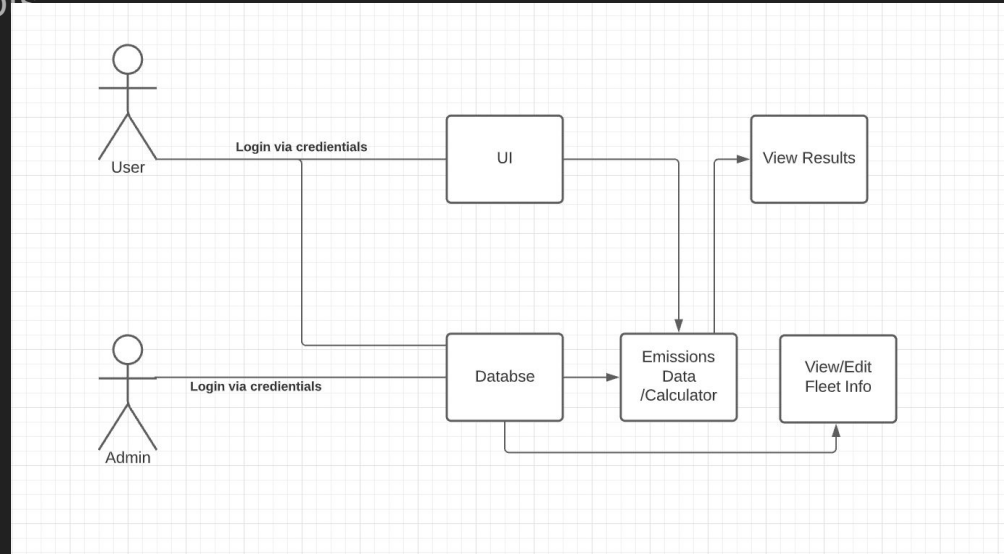 Login via credientials
UI
View Results
User
Emissions
Data
/Calculator
View/Edit
Fleet Info
Databse
Login via credientials
Admin